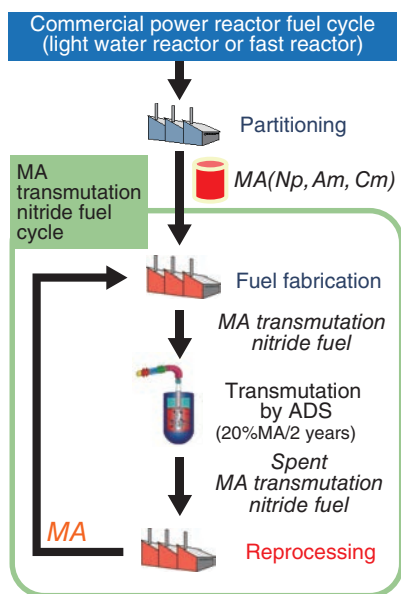 Commercial power reactor fuel cycle
(light water reactor or fast reactor)
Partitioning
MA
transmutation
nitride fuel
cycle
MA(Np, Am, Cm)
Fuel fabrication
MA transmutation
nitride fuel
Transmutation
by ADS
(20%MA/2 years)
Spent
MA transmutation
nitride fuel
MA
Reprocessing